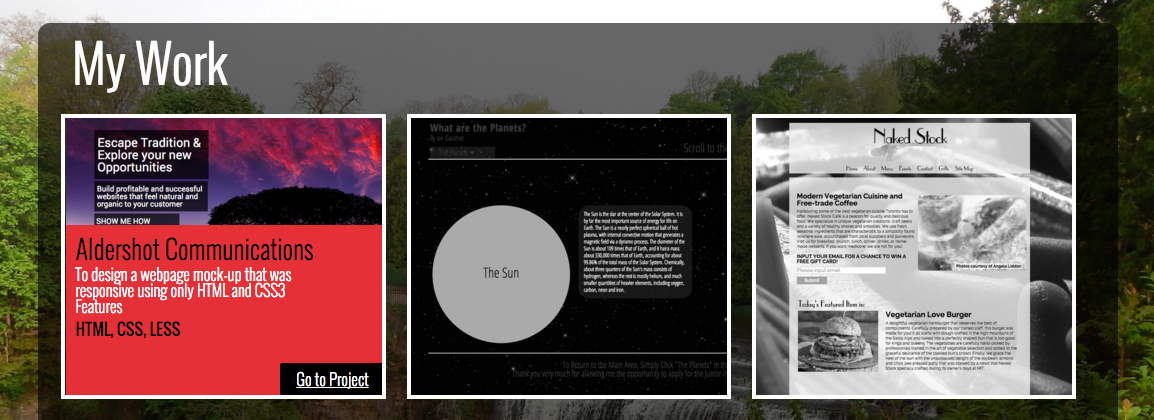 My Work
Escape Tradition &
Explore your new
Opportunities
Build profitable and successful
websites that feel natural and
organic to your customer
SHOW ME HOW
Aldershot Communications
To design a webpage mock-up that was
responsive using only HTML and CSS3
Features
HTML, CSS, LESS
Go to Project
What are the Planets?
By Ian Gauthier
The Planets
Scroll to the
The Sun
The Sun is the star at the center of the Solar System. It is
by far the most important source of energy for life on
Earth. The Sun is a nearly perfect spherical ball of hot
plasma, with internal convective motion that generates a
magnetic field via a dynamo process. The diameter of the
Sun is about 109 times that of Earth, and it has a mass
about 330,000 times that of Earth, accounting for about
99.86% of the total mass of the Solar System. Chemically,
about three quarters of the Sun's mass consists of
hydrogen, whereas the rest is mostly helium, and much
smaller quantities of heavier elements, including oxygen,
carbon, neon and iron.
To Return to the Main Area, Simply Click "The Planets" in th
Thank you very much for allowing me the opportunity to apply for the Junior
Naked Stock
Home About Menu Events Contact Gifts Site Map
Modern Vegetarian Cuisine and
Free-trade Coffee
Photos courtesy of Angela Liddon
INPUT YOUR EMAIL FOR A CHANCE TO WIN A
FREE GIFT CARD!
Please input email
Submit
Today's Featured Item is:
Vegetarian Love Burger